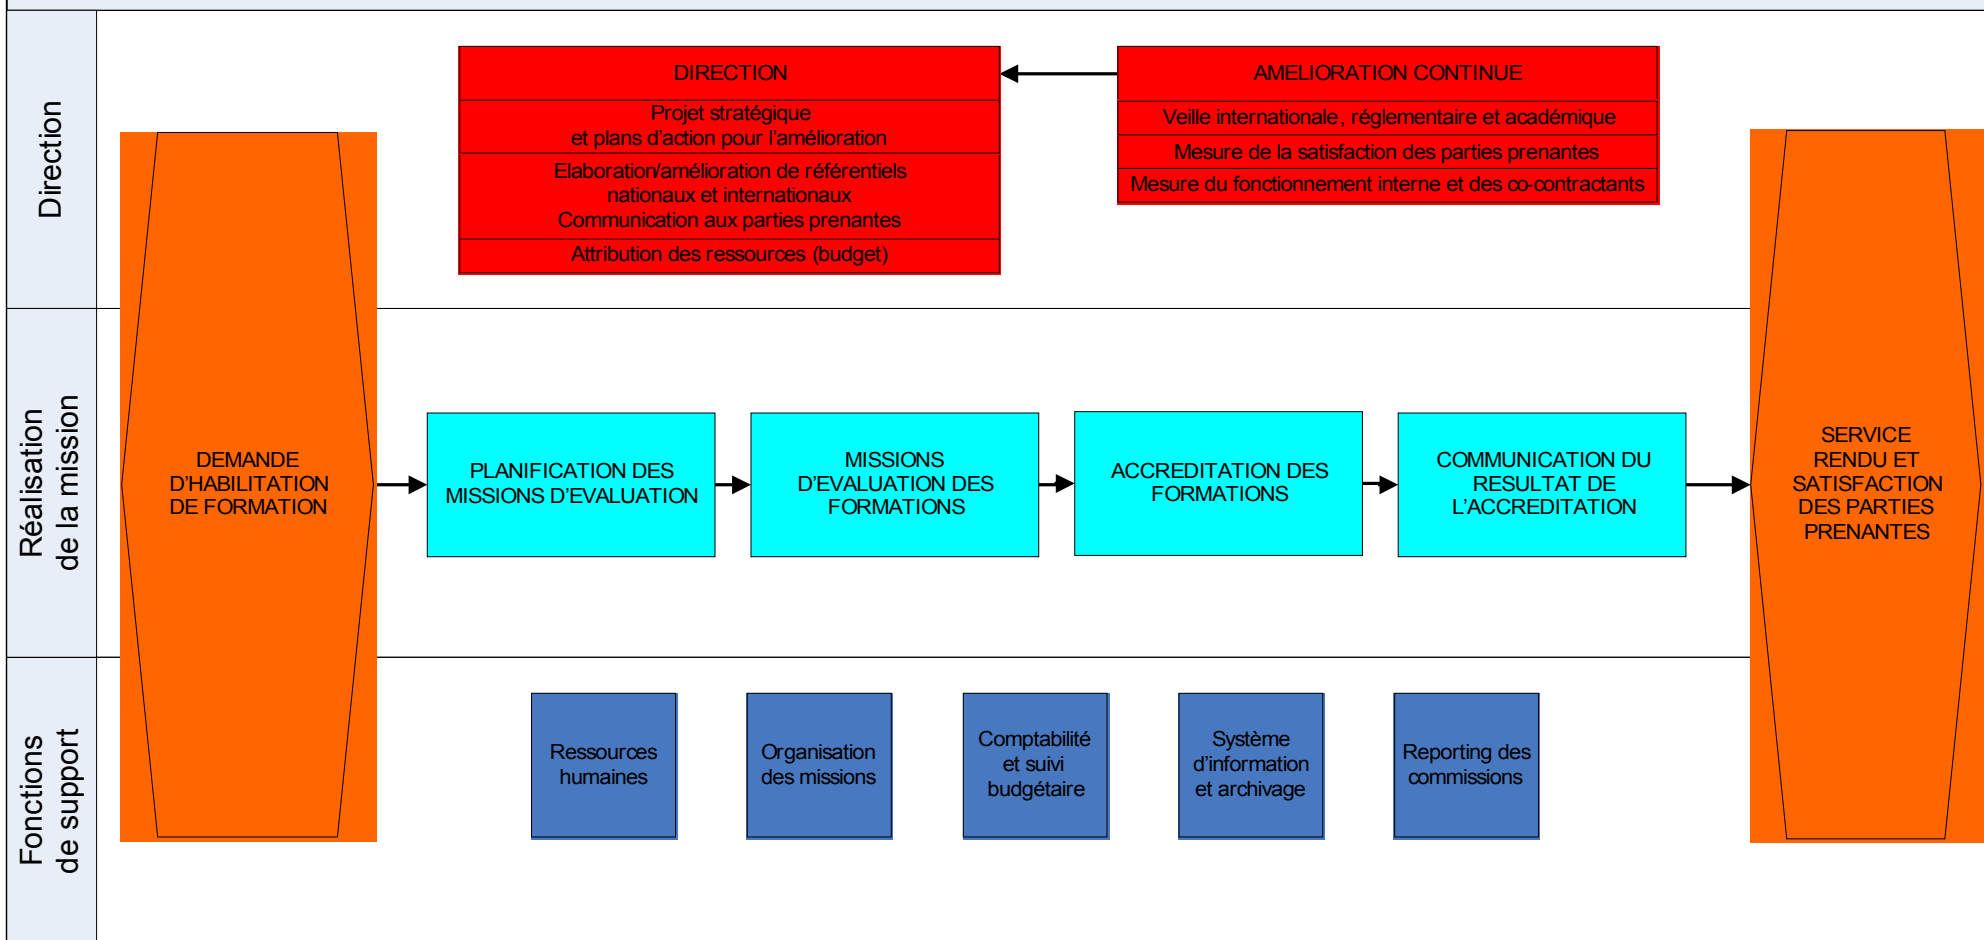 Direction
DIRECTION
Projet stratégique
et plans d'action pour l'amélioration
Elaboration/amélioration de référentiels
nationaux et internationaux
Communication aux parties prenantes
Attribution des ressources (budget)
AMELIORATION CONTINUE
Veille internationale, réglementaire et académique
Mesure de la satisfaction des parties prenantes
Mesure du fonctionnement interne et des co-contractants
Réalisation
de la mission
DEMANDE
D'HABILITATION
DE FORMATION
PLANIFICATION DES
MISSIONS D'EVALUATION
MISSIONS
D'EVALUATION DES
FORMATIONS
ACCREDITATION DES
FORMATIONS
COMMUNICATION DU
RESULTAT DE
L'ACCREDITATION
SERVICE
RENDU ET
SATISFACTION
DES PARTIES
PRENANTES
Fonctions
de support
Ressources
humaines
Organisation
des missions
Comptabilité
et suivi
budgétaire
Système
d'information
et archivage
Reporting des
commissions